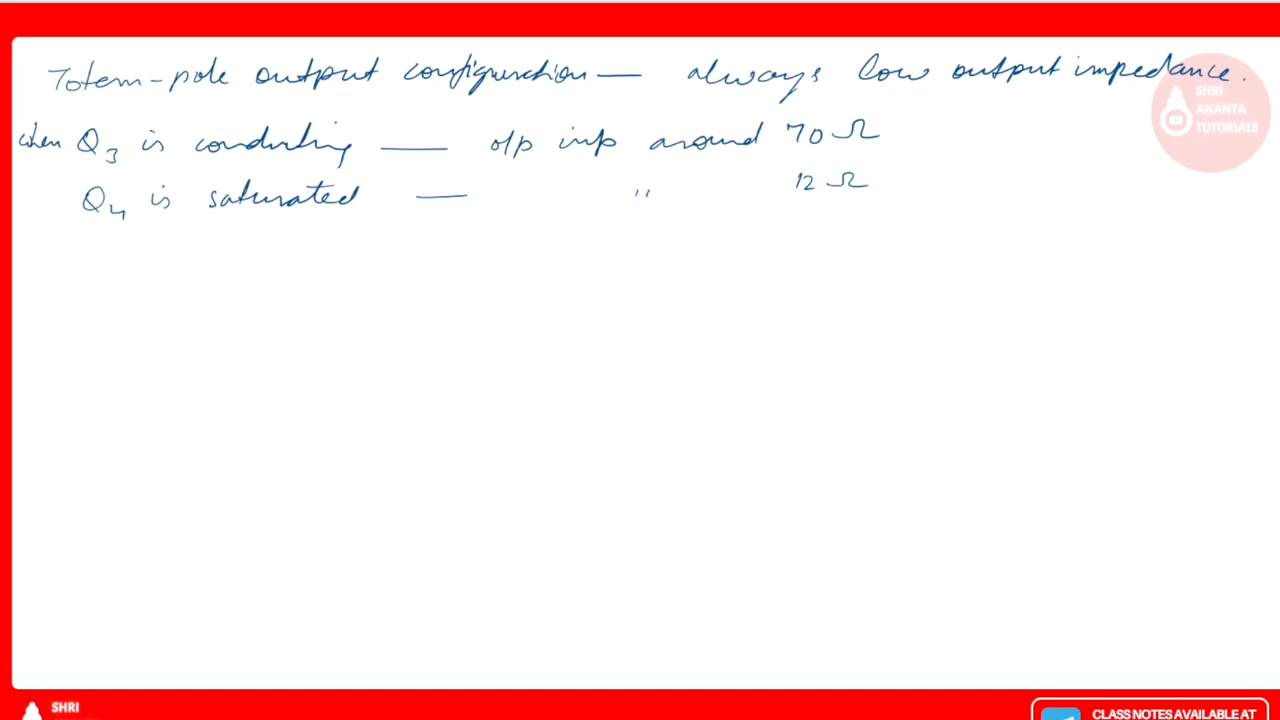 Totem-pole output configuration — always low output impedance.
when Q3 is conducting — o/p imp around 70 Ω
Q4 is saturated — " 12 Ω
SHRI
ANANTA
TUTORIALS
SHRI
CLASS NOTES AVAILABLE AT